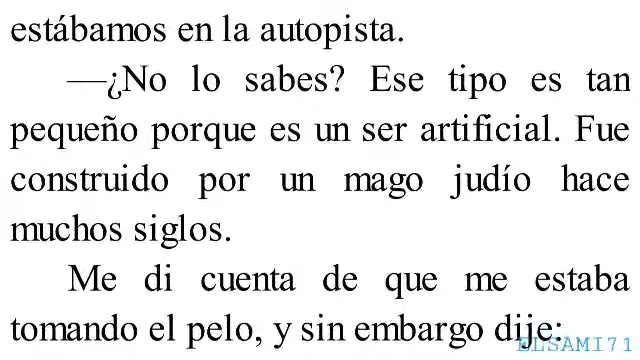 estábamos en la autopista.
—¿No lo sabes? Ese tipo es tan
pequeño porque es un ser artificial. Fue
construido por un mago judío hace
muchos siglos.
Me di cuenta de que me estaba
tomando el pelo, y sin embargo dije:
ELSAMI71